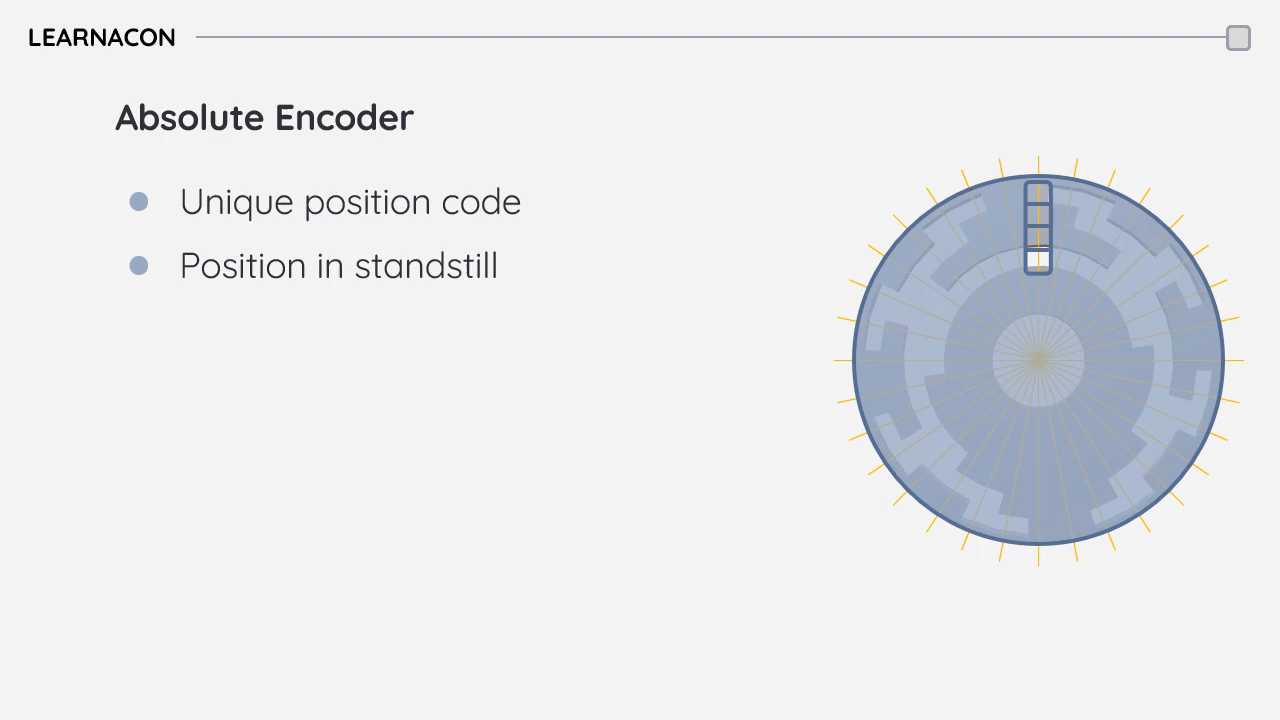 LEARNACON
Absolute Encoder
Unique position code
Position in standstill